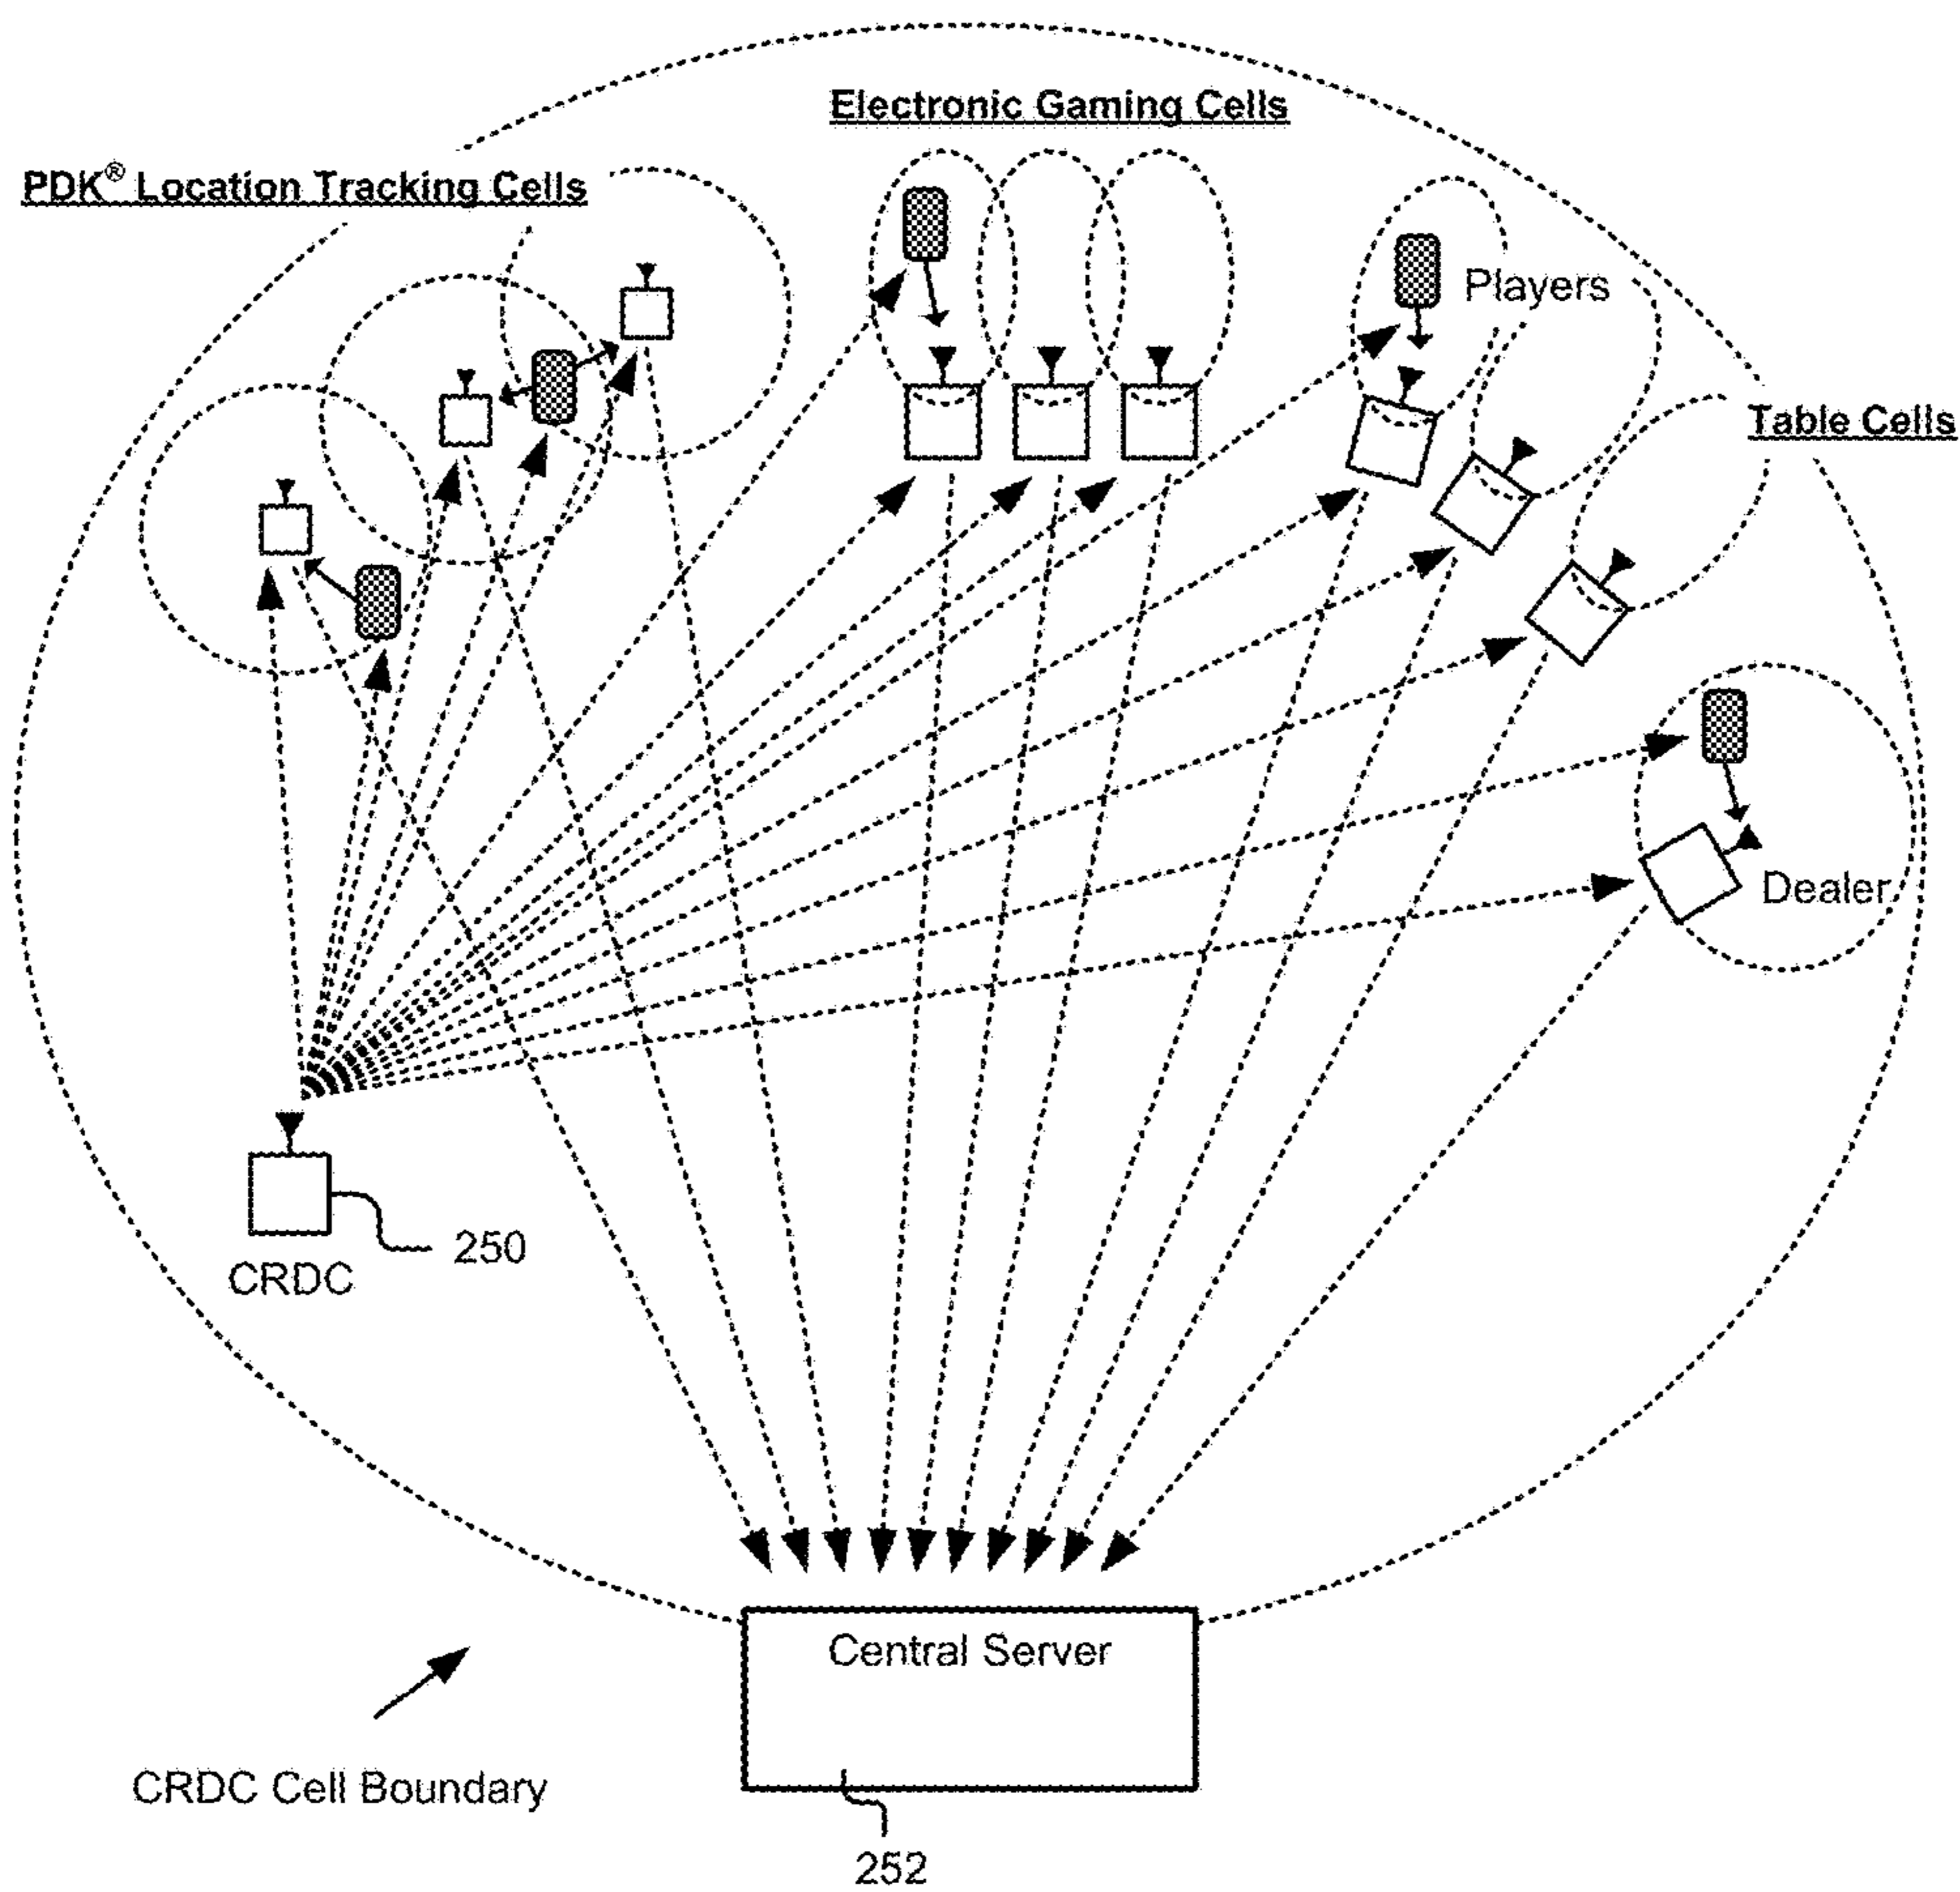 Electronic Gaming Cells
PDK® Location Tracking Cells
Players
Table Cells
Dealer
250
CRDC
Central Server
CRDC Cell Boundary
252